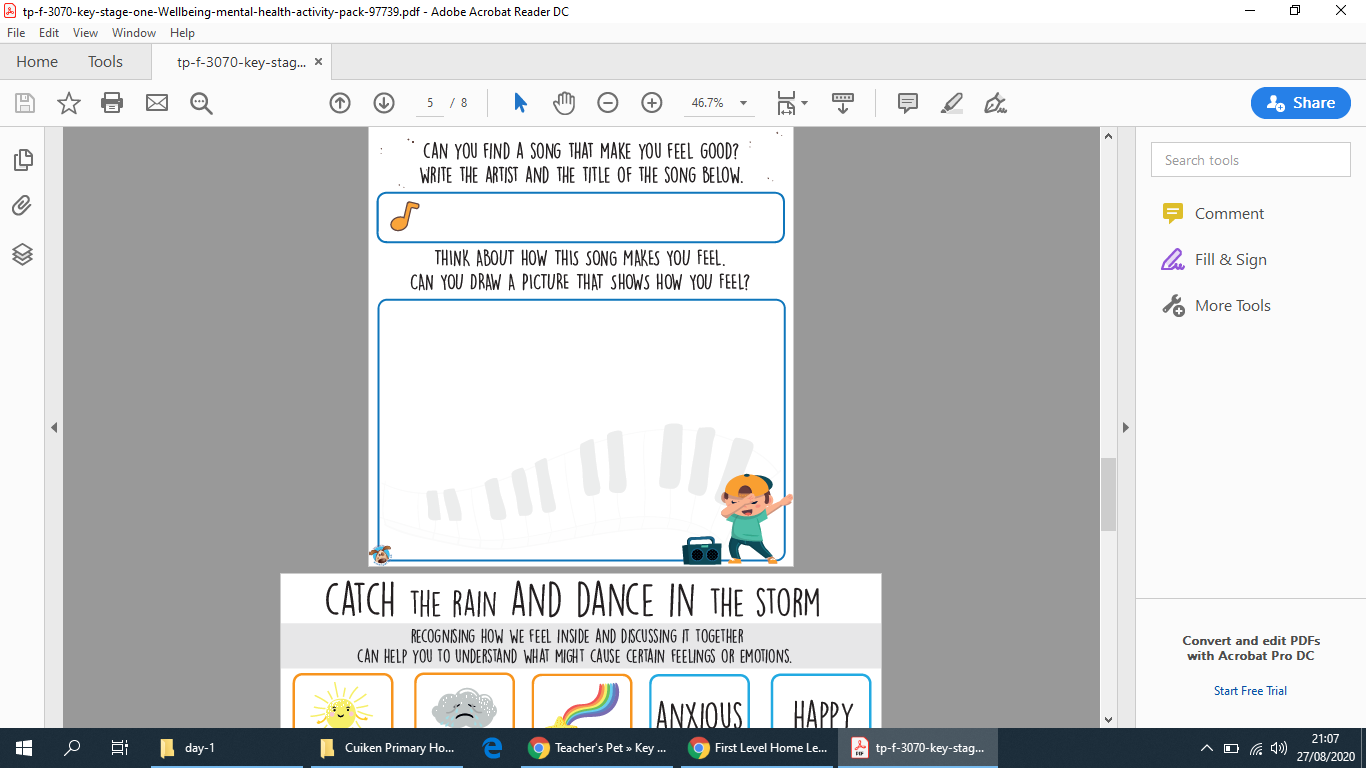 tp-f-3070-key-stage-one-Wellbeing-mental-health-activity-pack-97739.pdf - Adobe Acrobat Reader DC
File Edit View Window Help
Home Tools tp-f-3070-key-stag... ×
5 / 8 46.7% Share
CAN YOU FIND A SONG THAT MAKE YOU FEEL GOOD?
WRITE THE ARTIST AND THE TITLE OF THE SONG BELOW.
THINK ABOUT HOW THIS SONG MAKES YOU FEEL.
CAN YOU DRAW A PICTURE THAT SHOWS HOW YOU FEEL?
CATCH THE RAIN AND DANCE IN THE STORM
RECOGNISING HOW WE FEEL INSIDE AND DISCUSSING IT TOGETHER
CAN HELP YOU TO UNDERSTAND WHAT MIGHT CAUSE CERTAIN FEELINGS OR EMOTIONS.
ANXIOUS HAPPY
Search tools
Comment
Fill & Sign
More Tools
Convert and edit PDFs
with Acrobat Pro DC
Start Free Trial
day-1 Cuiken Primary Ho... Teacher's Pet » Key ... First Level Home Le... tp-f-3070-key-stag...
21:07
27/08/2020